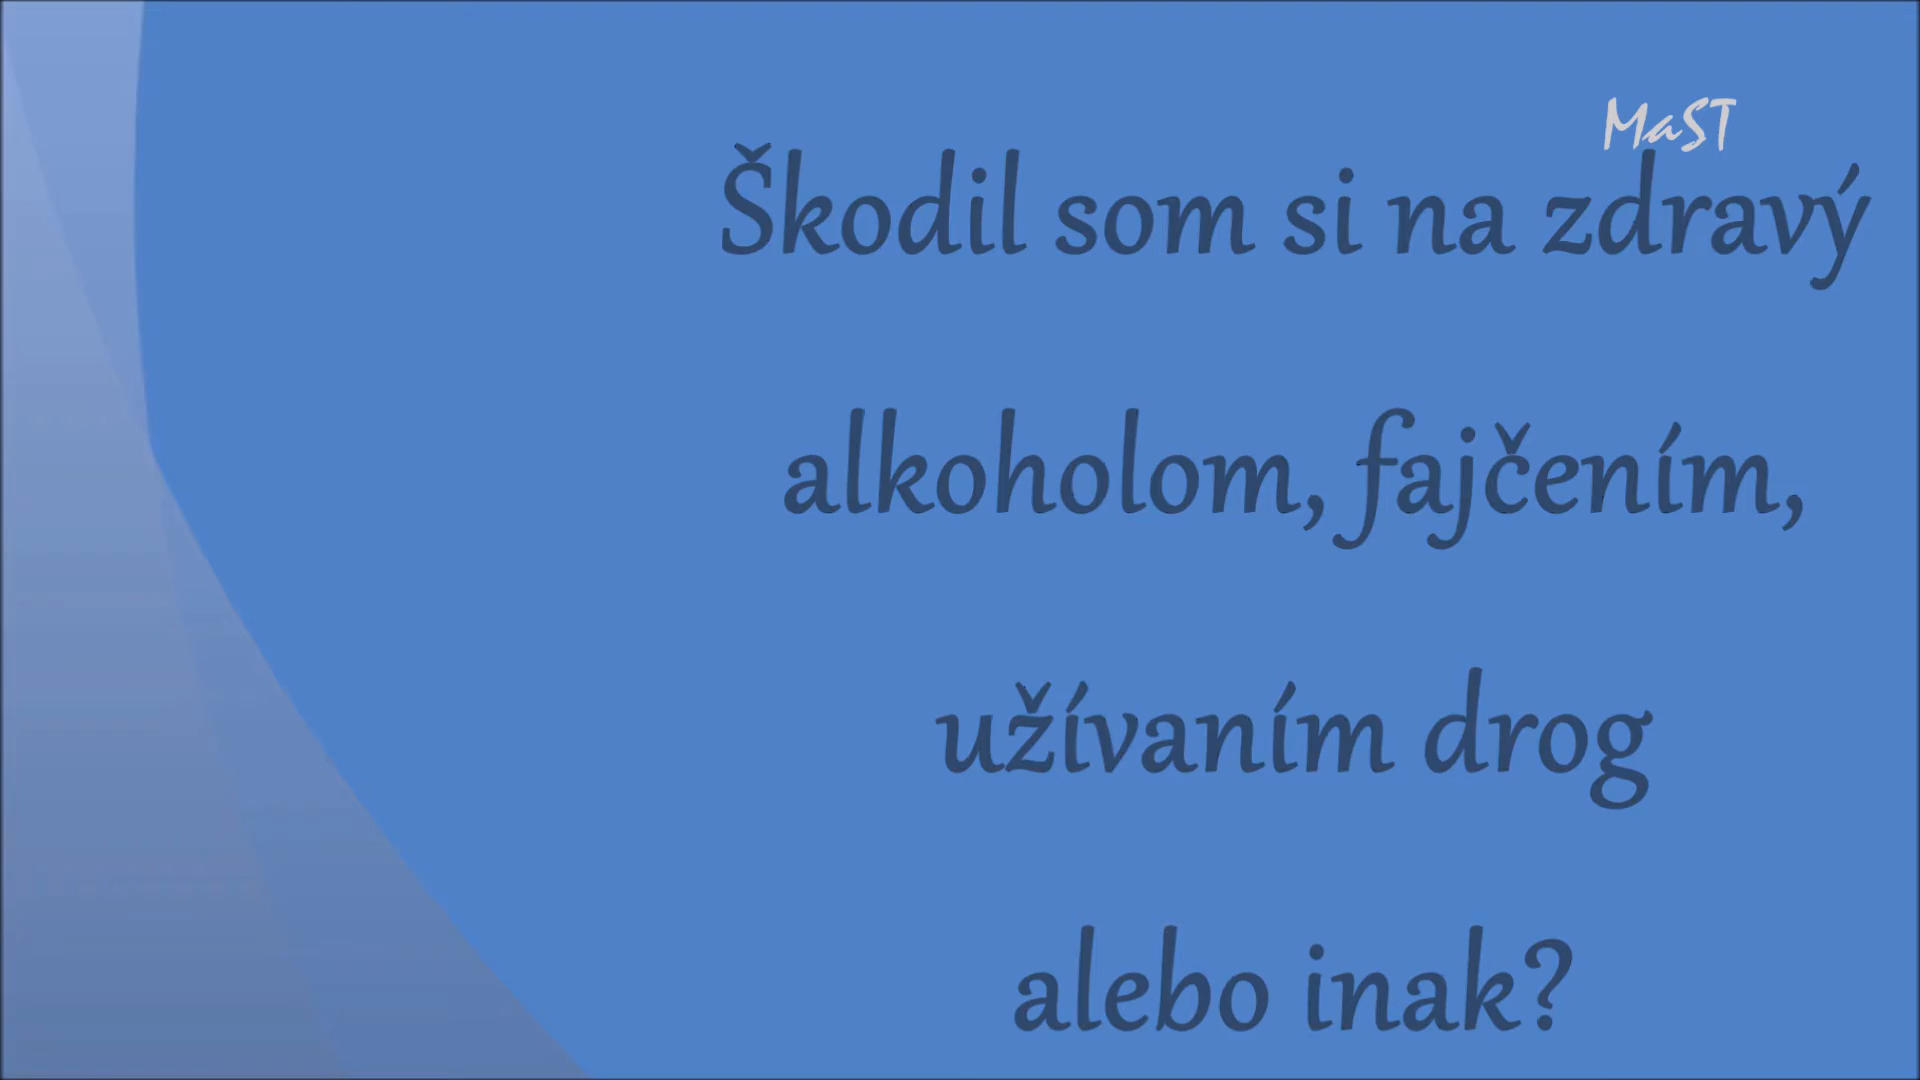 MaST
Škodil som si na zdravý
alkoholom, fajčením,
užívaním drog
alebo inak?